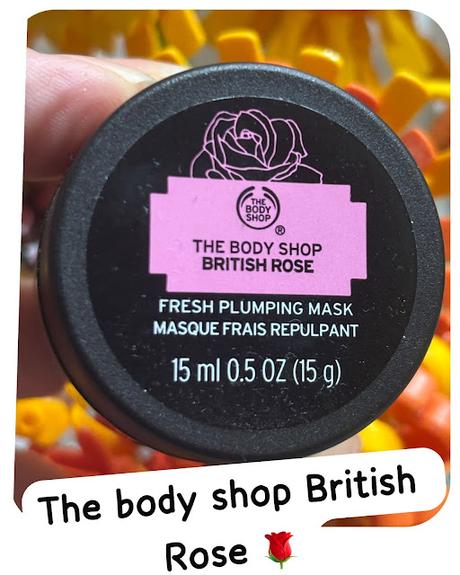 THE
BODY
SHOP
®
THE BODY SHOP
BRITISH ROSE
FRESH PLUMPING MASK
MASQUE FRAIS REPULPANT
15 ml 0.5 OZ (15 g)
The body shop British
Rose 🌹